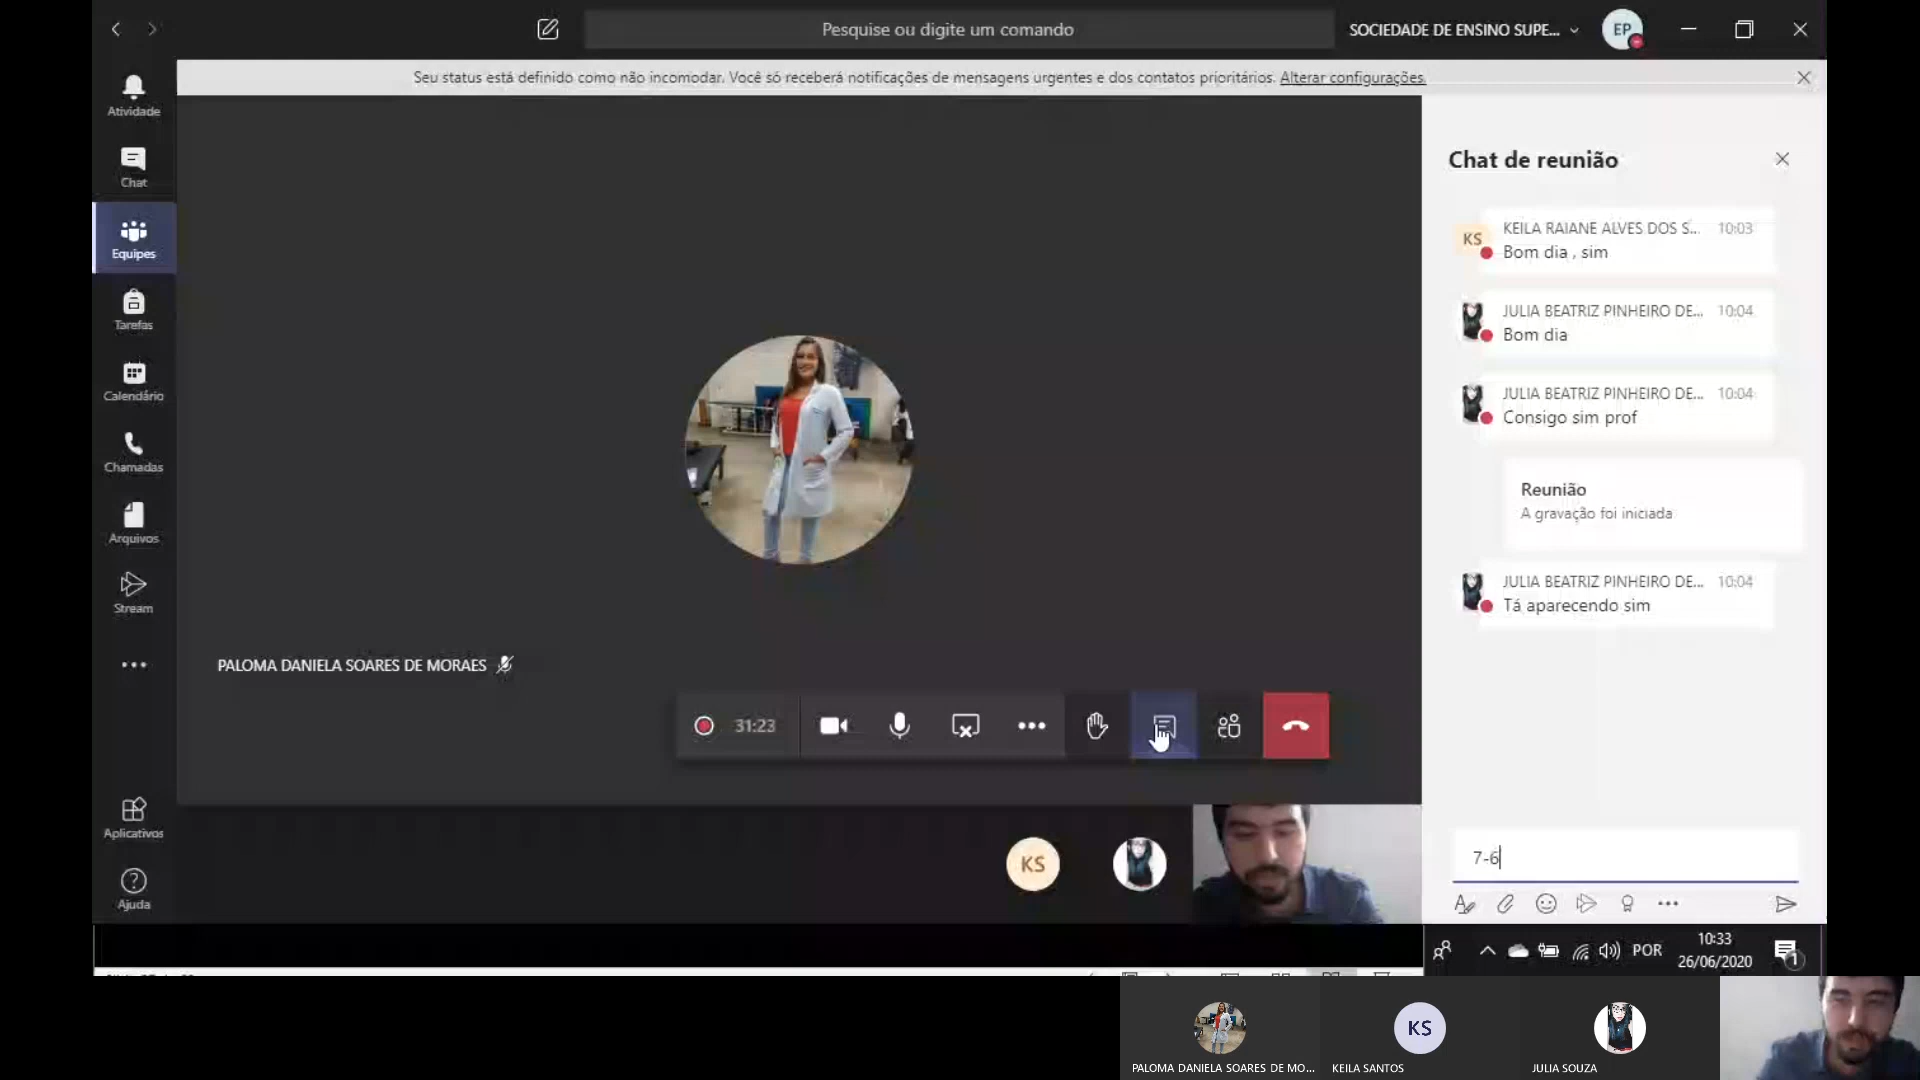 Pesquise ou digite um comando
SOCIEDADE DE ENSINO SUPE...
EP
Seu status está definido como não incomodar. Você só receberá notificações de mensagens urgentes e dos contatos prioritários. Alterar configurações.
Atividade
Chat
Equipes
Tarefas
Calendário
Chamadas
Arquivos
Stream
Aplicativos
Ajuda
PALOMA DANIELA SOARES DE MORAES
31:23
KS
Chat de reunião
KS
KEILA RAIANE ALVES DOS S... 10:03
Bom dia , sim
JULIA BEATRIZ PINHEIRO DE... 10:04
Bom dia
JULIA BEATRIZ PINHEIRO DE... 10:04
Consigo sim prof
Reunião
A gravação foi iniciada
JULIA BEATRIZ PINHEIRO DE... 10:04
Tá aparecendo sim
7-6
POR
10:33
26/06/2020
1
KS
PALOMA DANIELA SOARES DE MO...
KEILA SANTOS
JULIA SOUZA